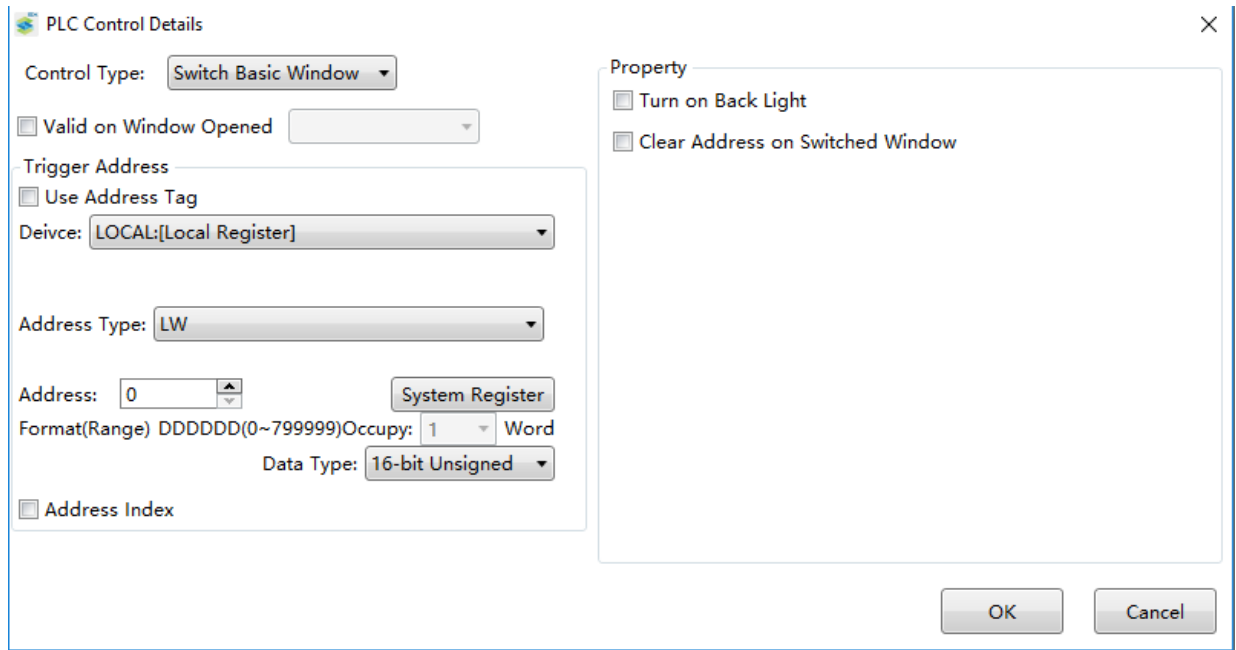 PLC Control Details
Control Type: Switch Basic Window
Valid on Window Opened
Trigger Address
Use Address Tag
Deivce: LOCAL:[Local Register]
Address Type: LW
Address: 0 System Register
Format(Range) DDDDDD(0~799999)Occupy: 1 Word
Data Type: 16-bit Unsigned
Address Index
Property
Turn on Back Light
Clear Address on Switched Window
OK Cancel